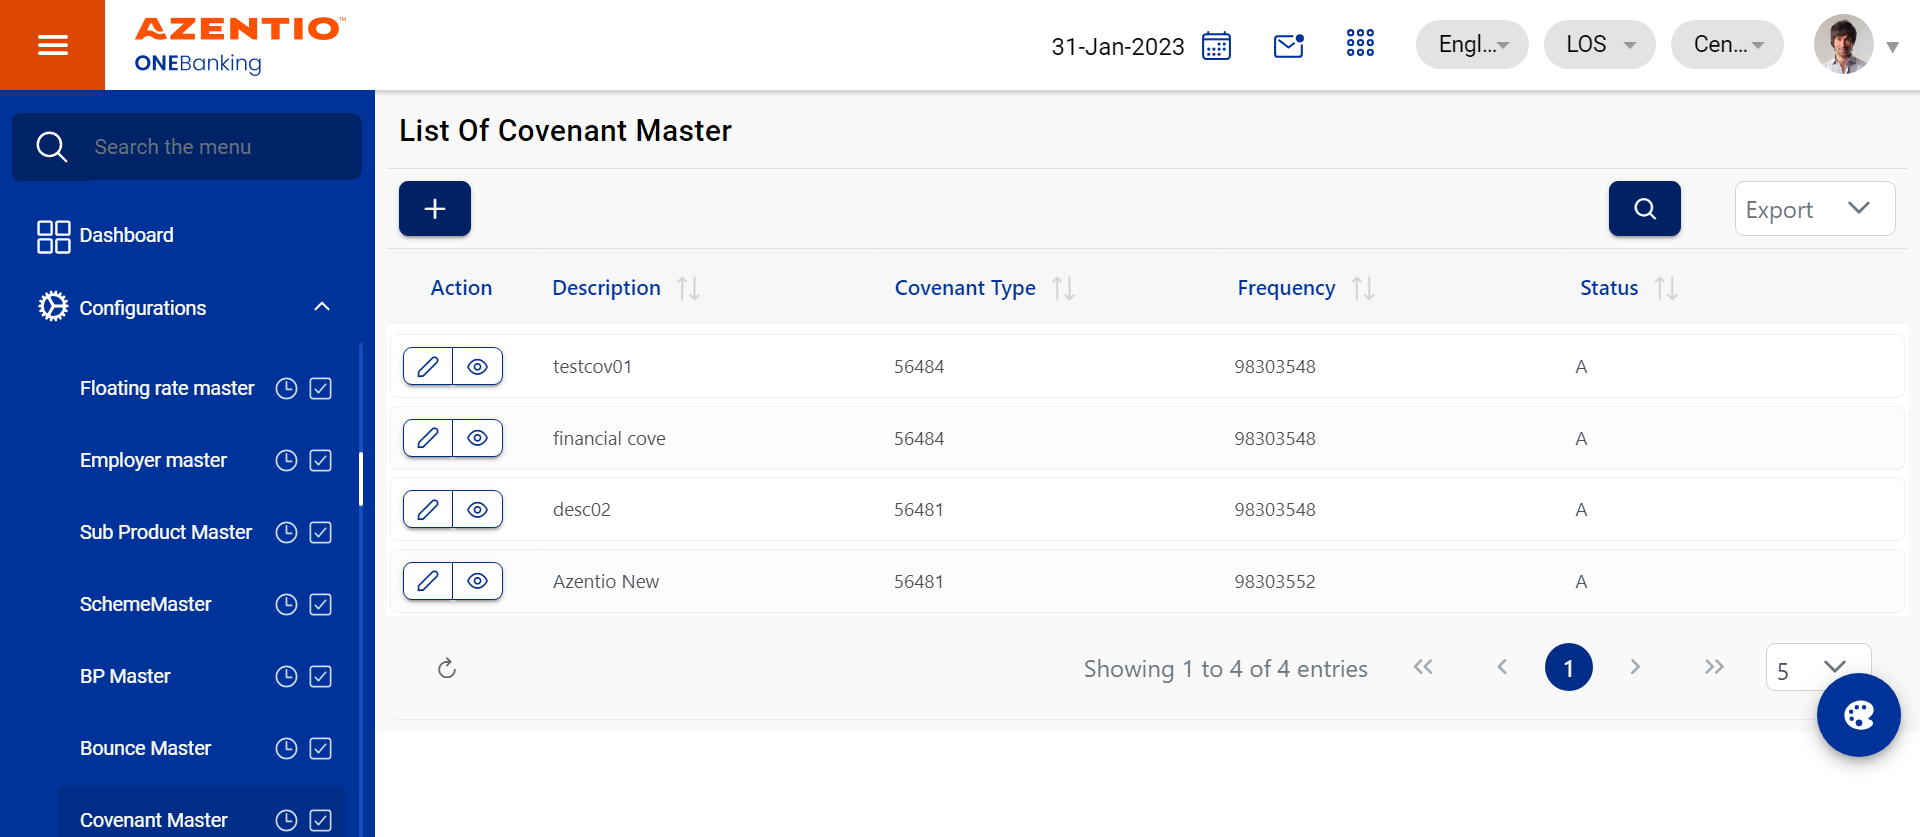 AZENTIO™
ONEBanking
31-Jan-2023
Engl...
LOS
Cen...
Search the menu
Dashboard
Configurations
Floating rate master
Employer master
Sub Product Master
SchemeMaster
BP Master
Bounce Master
Covenant Master
List Of Covenant Master
Export
Action Description Covenant Type Frequency Status
testcov01 56484 98303548 A
financial cove 56484 98303548 A
desc02 56481 98303548 A
Azentio New 56481 98303552 A
Showing 1 to 4 of 4 entries
1
5